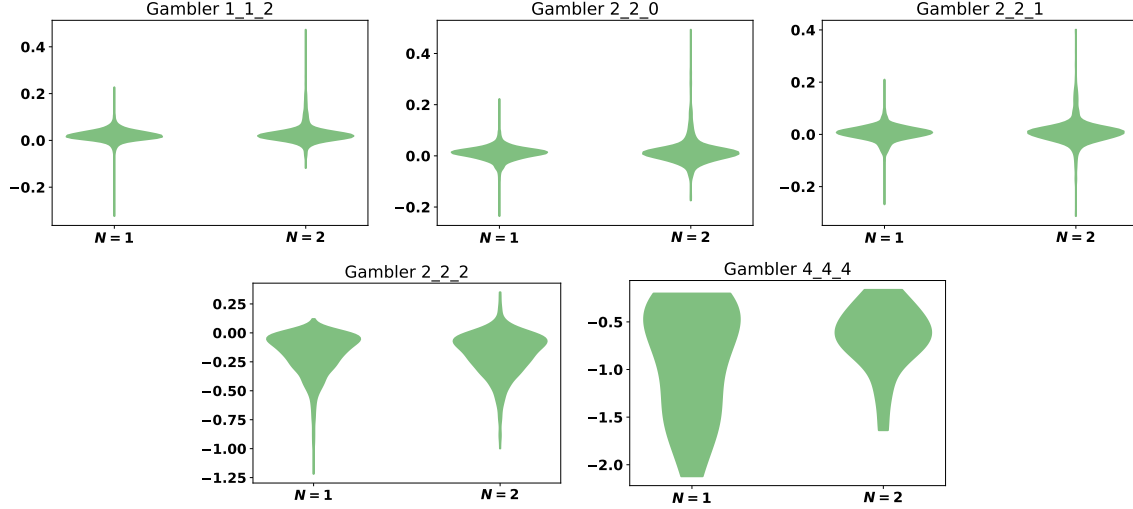 Gambler 1_1_2
0.4
0.2
0.0
−0.2
N = 1
N = 2
Gambler 2_2_0
0.4
0.2
0.0
−0.2
N = 1
N = 2
Gambler 2_2_1
0.4
0.2
0.0
−0.2
N = 1
N = 2
Gambler 2_2_2
0.25
0.00
−0.25
−0.50
−0.75
−1.00
−1.25
N = 1
N = 2
Gambler 4_4_4
−0.5
−1.0
−1.5
−2.0
N = 1
N = 2